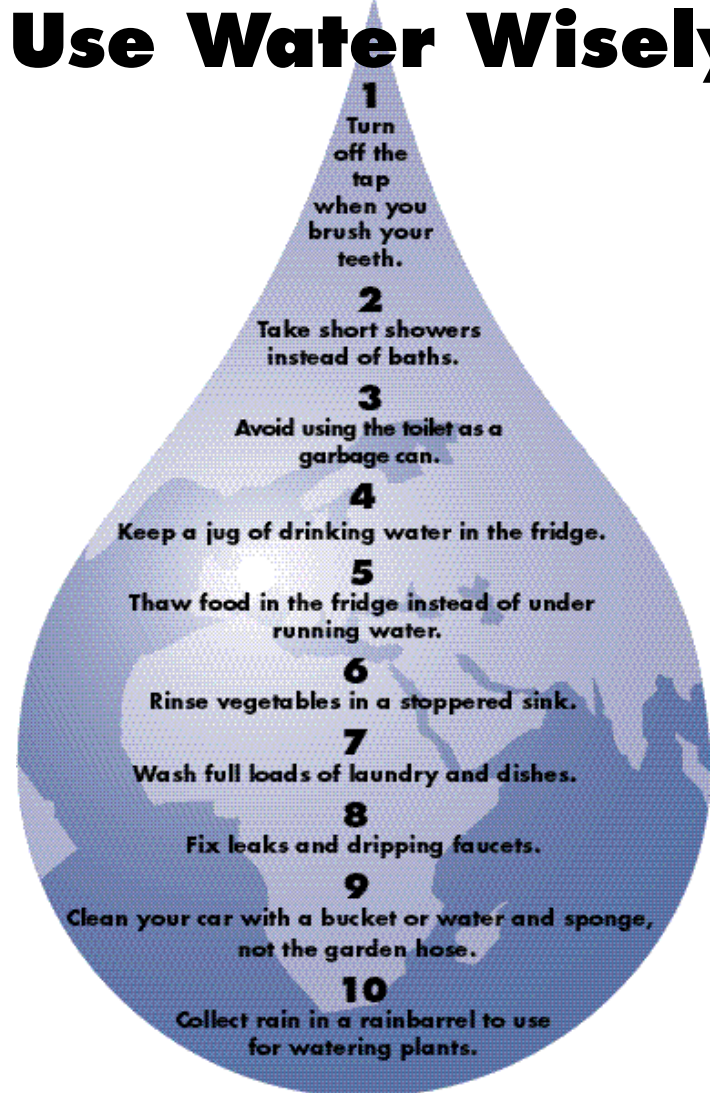 Use Water Wisely
1
Turn
off the
tap
when you
brush your
teeth.
2
Take short showers
instead of baths.
3
Avoid using the toilet as a
garbage can.
4
Keep a jug of drinking water in the fridge.
5
Thaw food in the fridge instead of under
running water.
6
Rinse vegetables in a stoppered sink.
7
Wash full loads of laundry and dishes.
8
Fix leaks and dripping faucets.
9
Clean your car with a bucket or water and sponge,
not the garden hose.
10
Collect rain in a rainbarrel to use
for watering plants.